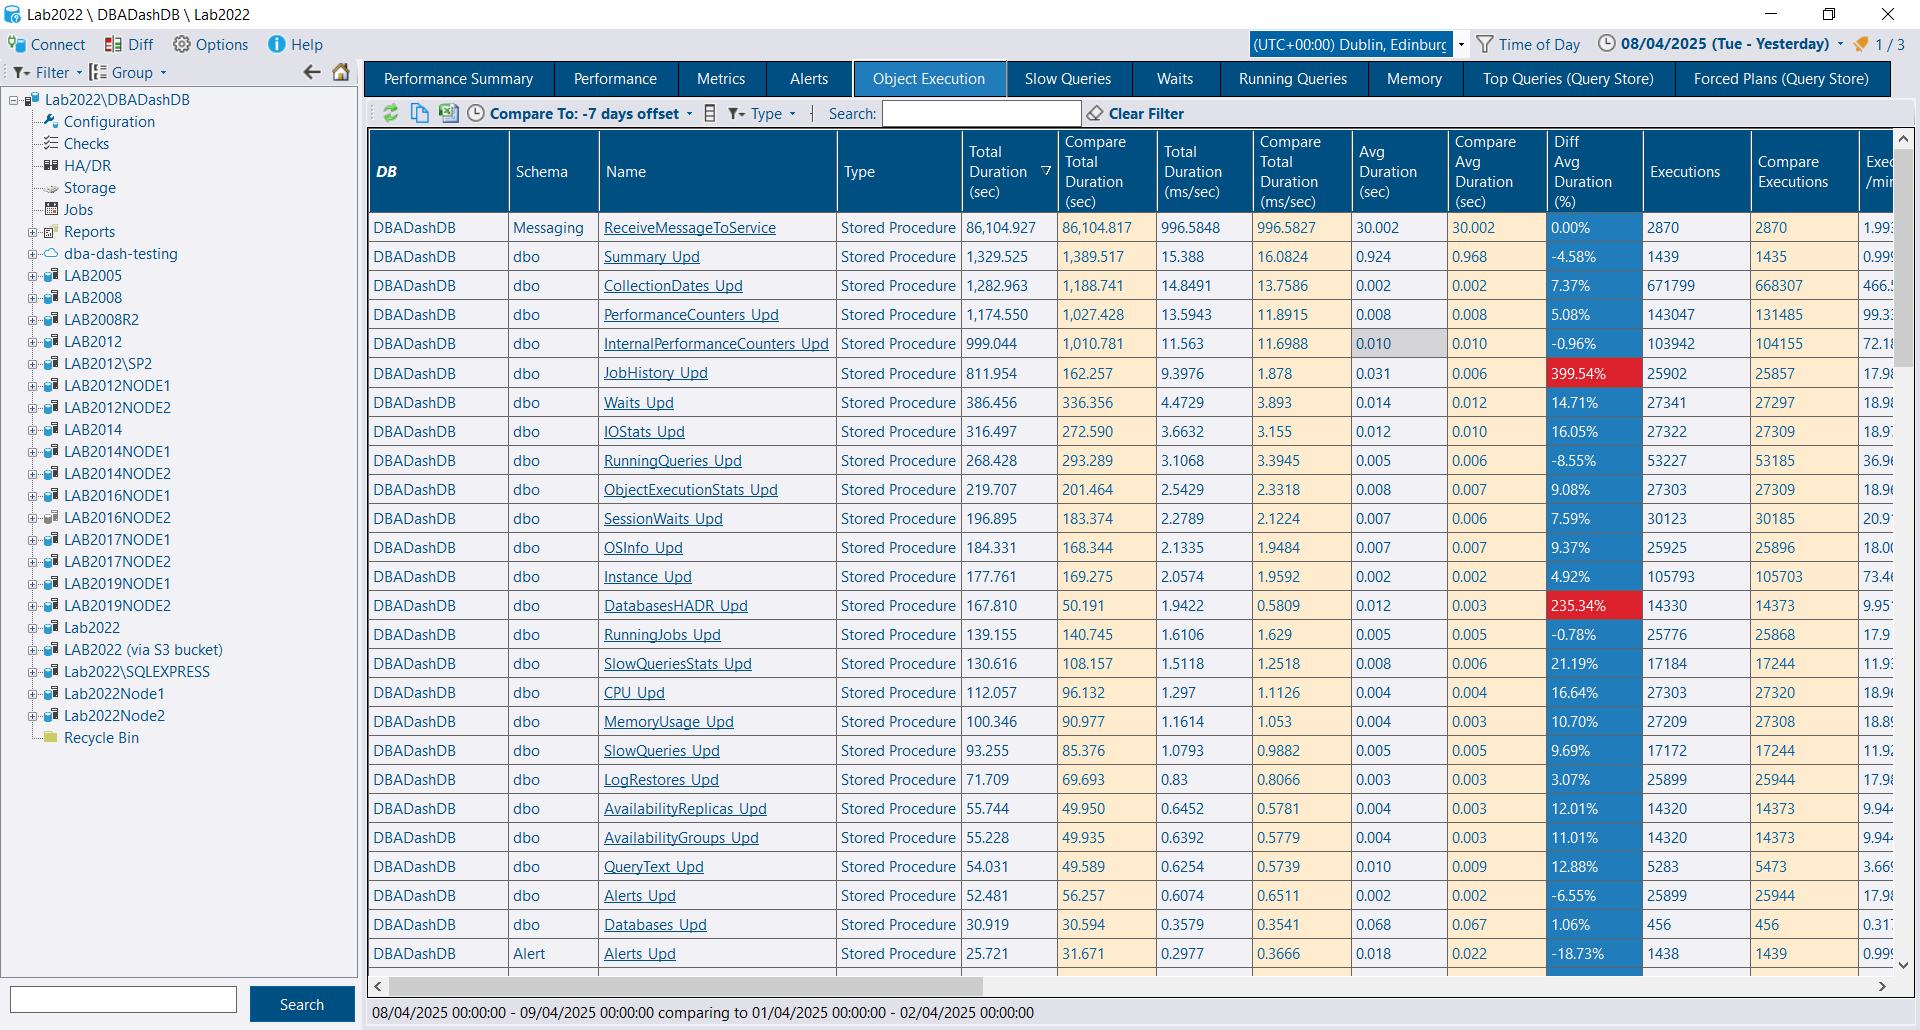 Lab2022 \ DBADashDB \ Lab2022
Connect Diff Options Help (UTC+00:00) Dublin, Edinburg Time of Day 08/04/2025 (Tue - Yesterday) 1 / 3
Filter Group
Lab2022\DBADashDB
Configuration
Checks
HA/DR
Storage
Jobs
Reports
dba-dash-testing
LAB2005
LAB2008
LAB2008R2
LAB2012
LAB2012\SP2
LAB2012NODE1
LAB2012NODE2
LAB2014
LAB2014NODE1
LAB2014NODE2
LAB2016NODE1
LAB2016NODE2
LAB2017NODE1
LAB2017NODE2
LAB2019NODE1
LAB2019NODE2
Lab2022
LAB2022 (via S3 bucket)
Lab2022\SQLEXPRESS
Lab2022Node1
Lab2022Node2
Recycle Bin
Search
Performance Summary Performance Metrics Alerts Object Execution Slow Queries Waits Running Queries Memory Top Queries (Query Store) Forced Plans (Query Store)
Compare To: -7 days offset Type Search: Clear Filter
DB Schema Name Type Total Duration (sec) Compare Total Duration (sec) Total Duration (ms/sec) Compare Total Duration (ms/sec) Avg Duration (sec) Compare Avg Duration (sec) Diff Avg Duration (%) Executions Compare Executions Exec /min
DBADashDB Messaging ReceiveMessageToService Stored Procedure 86,104.927 86,104.817 996.5848 996.5827 30.002 30.002 0.00% 2870 2870 1.993
DBADashDB dbo Summary_Upd Stored Procedure 1,329.525 1,389.517 15.388 16.0824 0.924 0.968 -4.58% 1439 1435 0.999
DBADashDB dbo CollectionDates_Upd Stored Procedure 1,282.963 1,188.741 14.8491 13.7586 0.002 0.002 7.37% 671799 668307 466.5
DBADashDB dbo PerformanceCounters_Upd Stored Procedure 1,174.550 1,027.428 13.5943 11.8915 0.008 0.008 5.08% 143047 131485 99.33
DBADashDB dbo InternalPerformanceCounters_Upd Stored Procedure 999.044 1,010.781 11.563 11.6988 0.010 0.010 -0.96% 103942 104155 72.18
DBADashDB dbo JobHistory_Upd Stored Procedure 811.954 162.257 9.3976 1.878 0.031 0.006 399.54% 25902 25857 17.98
DBADashDB dbo Waits_Upd Stored Procedure 386.456 336.356 4.4729 3.893 0.014 0.012 14.71% 27341 27297 18.98
DBADashDB dbo IOStats_Upd Stored Procedure 316.497 272.590 3.6632 3.155 0.012 0.010 16.05% 27322 27309 18.97
DBADashDB dbo RunningQueries_Upd Stored Procedure 268.428 293.289 3.1068 3.3945 0.005 0.006 -8.55% 53227 53185 36.96
DBADashDB dbo ObjectExecutionStats_Upd Stored Procedure 219.707 201.464 2.5429 2.3318 0.008 0.007 9.08% 27303 27309 18.96
DBADashDB dbo SessionWaits_Upd Stored Procedure 196.895 183.374 2.2789 2.1224 0.007 0.006 7.59% 30123 30185 20.91
DBADashDB dbo OSInfo_Upd Stored Procedure 184.331 168.344 2.1335 1.9484 0.007 0.007 9.37% 25925 25896 18.00
DBADashDB dbo Instance_Upd Stored Procedure 177.761 169.275 2.0574 1.9592 0.002 0.002 4.92% 105793 105703 73.46
DBADashDB dbo DatabasesHADR_Upd Stored Procedure 167.810 50.191 1.9422 0.5809 0.012 0.003 235.34% 14330 14373 9.951
DBADashDB dbo RunningJobs_Upd Stored Procedure 139.155 140.745 1.6106 1.629 0.005 0.005 -0.78% 25776 25868 17.9
DBADashDB dbo SlowQueriesStats_Upd Stored Procedure 130.616 108.157 1.5118 1.2518 0.008 0.006 21.19% 17184 17244 11.93
DBADashDB dbo CPU_Upd Stored Procedure 112.057 96.132 1.297 1.1126 0.004 0.004 16.64% 27303 27320 18.96
DBADashDB dbo MemoryUsage_Upd Stored Procedure 100.346 90.977 1.1614 1.053 0.004 0.003 10.70% 27209 27308 18.89
DBADashDB dbo SlowQueries_Upd Stored Procedure 93.255 85.376 1.0793 0.9882 0.005 0.005 9.69% 17172 17244 11.92
DBADashDB dbo LogRestores_Upd Stored Procedure 71.709 69.693 0.83 0.8066 0.003 0.003 3.07% 25899 25944 17.98
DBADashDB dbo AvailabilityReplicas_Upd Stored Procedure 55.744 49.950 0.6452 0.5781 0.004 0.003 12.01% 14320 14373 9.944
DBADashDB dbo AvailabilityGroups_Upd Stored Procedure 55.228 49.935 0.6392 0.5779 0.004 0.003 11.01% 14320 14373 9.944
DBADashDB dbo QueryText_Upd Stored Procedure 54.031 49.589 0.6254 0.5739 0.010 0.009 12.88% 5283 5473 3.669
DBADashDB dbo Alerts_Upd Stored Procedure 52.481 56.257 0.6074 0.6511 0.002 0.002 -6.55% 25899 25944 17.98
DBADashDB dbo Databases_Upd Stored Procedure 30.919 30.594 0.3579 0.3541 0.068 0.067 1.06% 456 456 0.317
DBADashDB Alert Alerts_Upd Stored Procedure 25.721 31.671 0.2977 0.3666 0.018 0.022 -18.73% 1438 1439 0.999
08/04/2025 00:00:00 - 09/04/2025 00:00:00 comparing to 01/04/2025 00:00:00 - 02/04/2025 00:00:00